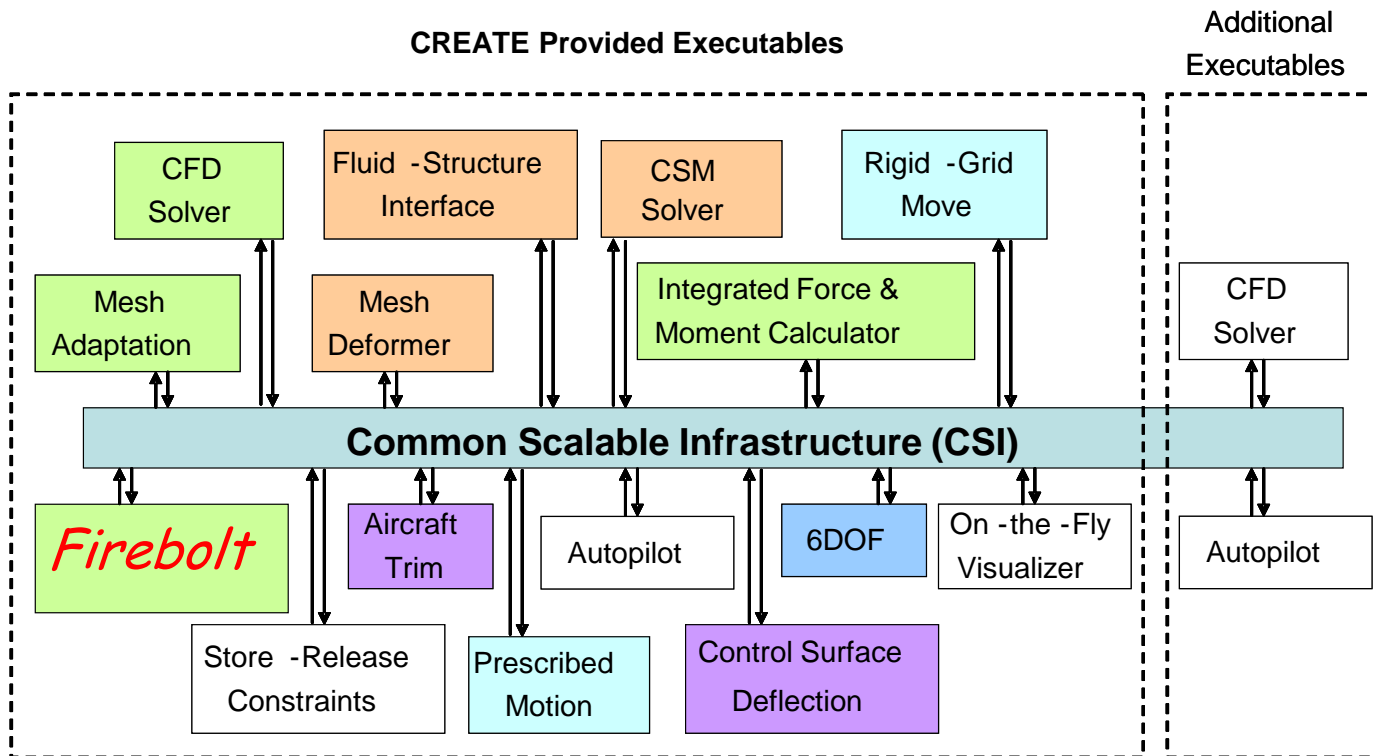 CREATE Provided Executables
Additional
Executables
CFD
Solver
Fluid -Structure
Interface
CSM
Solver
Rigid -Grid
Move
Mesh
Adaptation
Mesh
Deformer
Integrated Force &
Moment Calculator
CFD
Solver
Common Scalable Infrastructure (CSI)
Firebolt
Aircraft
Trim
Autopilot
6DOF
On -the -Fly
Visualizer
Autopilot
Store -Release
Constraints
Prescribed
Motion
Control Surface
Deflection